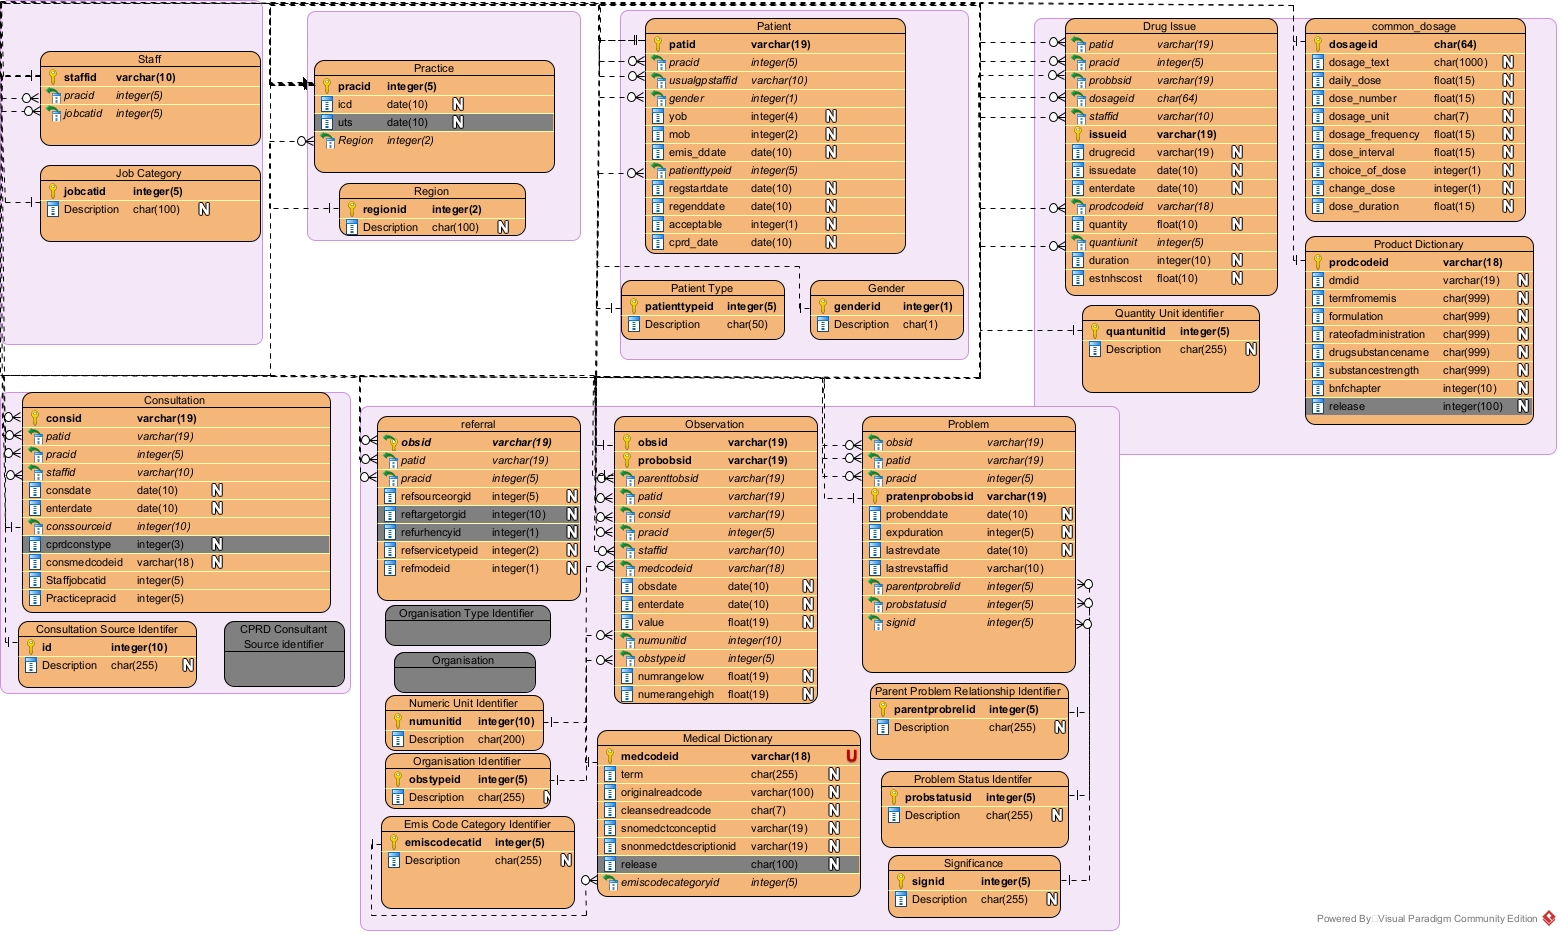 Staff
staffid varchar(10)
pracid integer(5)
jobcatid integer(5)
Job Category
jobcatid integer(5)
Description char(100) N
Practice
pracid integer(5)
icd date(10) N
uts date(10) N
Region integer(2)
Region
regionid integer(2)
Description char(100) N
Patient
patid varchar(19)
pracid integer(5)
usualgpstaffid varchar(10)
gender integer(1)
yob integer(4) N
mob integer(2) N
emis_ddate date(10) N
patienttypeid integer(5)
regstartdate date(10) N
regenddate date(10) N
acceptable integer(1) N
cprd_date date(10) N
Patient Type
patienttypeid integer(5)
Description char(50)
Gender
genderid integer(1)
Description char(1)
Drug Issue
patid varchar(19)
pracid integer(5)
probbsid varchar(19)
dosageid char(64)
staffid varchar(10)
issueid varchar(19)
drugrecid varchar(19) N
issuedate date(10) N
enterdate date(10) N
prodcodeid varchar(18)
quantity float(10) N
quantiunit integer(5)
duration integer(10) N
estnhscost float(10) N
Quantity Unit identifier
quantunitid integer(5)
Description char(255) N
common_dosage
dosageid char(64)
dosage_text char(1000) N
daily_dose float(15) N
dose_number float(15) N
dose_unit char(7) N
dosage_frequency float(15) N
dose_interval float(15) N
choice_of_dose integer(1) N
change_dose integer(1) N
dose_duration float(15) N
Product Dictionary
prodcodeid varchar(18)
dmdid varchar(19) N
termfromemis char(999) N
formulation char(999) N
rateofadministration char(999) N
drugsubstancename char(999) N
substancestrength char(999) N
bnfchapter integer(10) N
release integer(100) N
Consultation
consid varchar(19)
patid varchar(19)
pracid integer(5)
staffid varchar(10)
consdate date(10) N
enterdate date(10) N
conssourceid integer(10)
cprdconstype integer(3) N
consmedcodeid varchar(18) N
Staffjobcatid integer(5)
Practicepracid integer(5)
Consultation Source Identifer
id integer(10)
Description char(255) N
CPRD Consultant
Source identifier
referral
obsid varchar(19)
patid varchar(19)
pracid integer(5)
refsourceorgid integer(5) N
reftargetorgid integer(10) N
refurhencyid integer(1) N
refservicetypeid integer(2) N
refmodeid integer(1) N
Organisation Type Identifier
Organisation
Numeric Unit Identifier
numunitid integer(10)
Description char(200)
Organisation Identifier
obstypeid integer(5)
Description char(255) N
Emis Code Category Identifier
emiscodecatid integer(5)
Description char(255) N
Observation
obsid varchar(19)
probobsid varchar(19)
parenttobsid varchar(19)
patid varchar(19)
consid varchar(19)
pracid integer(5)
staffid varchar(10)
medcodeid varchar(18)
obsdate date(10) N
enterdate date(10) N
value float(19) N
numunitid integer(10)
obstypeid integer(5)
numrangelow float(19) N
numerangehigh float(19) N
Medical Dictionary
medcodeid varchar(18) U
term char(255) N
originalreadcode varchar(100) N
cleansedreadcode char(7) N
snomedctconceptid varchar(19) N
snonmedctdescriptionid varchar(19) N
release char(100) N
emiscodecategoryid integer(5)
Problem
obsid varchar(19)
patid varchar(19)
pracid integer(5)
pratenprobobsid varchar(19)
probenddate date(10) N
expduration integer(5) N
lastrevdate date(10) N
lastrevstaffid varchar(10)
parentprobrelid integer(5)
probstatusid integer(5)
signid integer(5)
Parent Problem Relationship Identifier
parentprobrelid integer(5)
Description char(255) N
Problem Status Identifer
probstatusid integer(5)
Description char(255) N
Significance
signid integer(5)
Description char(255) N
Powered By Visual Paradigm Community Edition